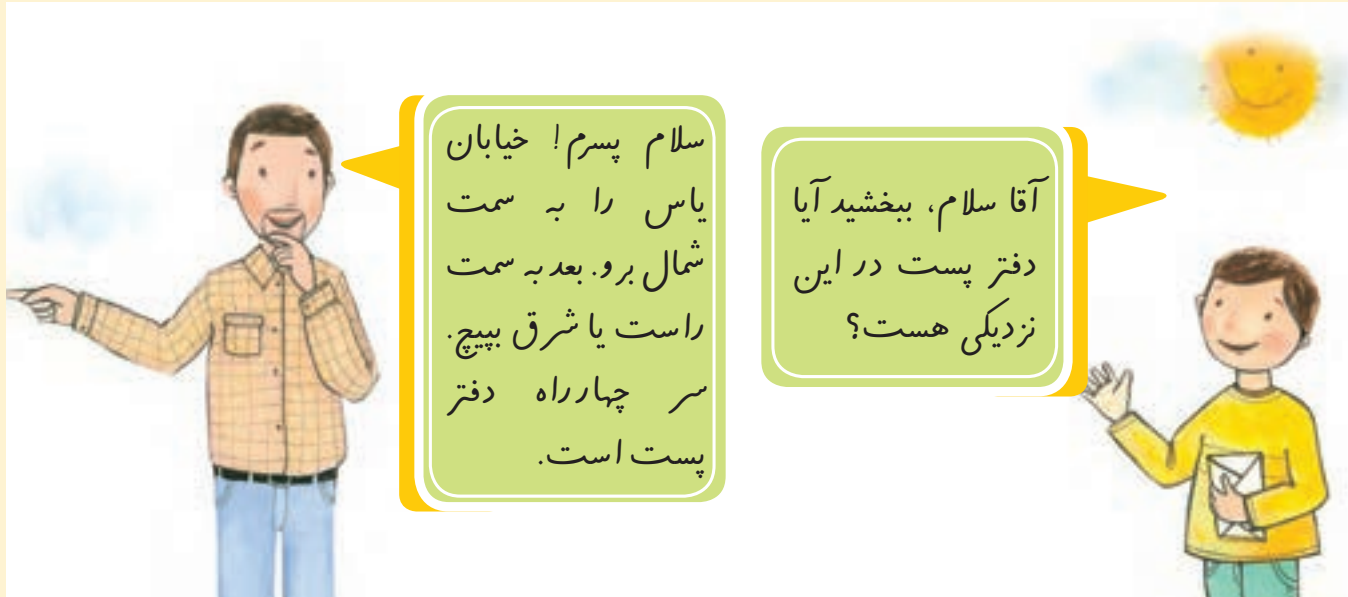 آقا سلام، ببخشید آیا
دفتر پست در این
نزدیکی هست؟
سلام پسرم! خیابان
یاس را به سمت
شمال برو. بعد به سمت
راست یا شرق بپیچ.
سر چهارراه دفتر
پست است.